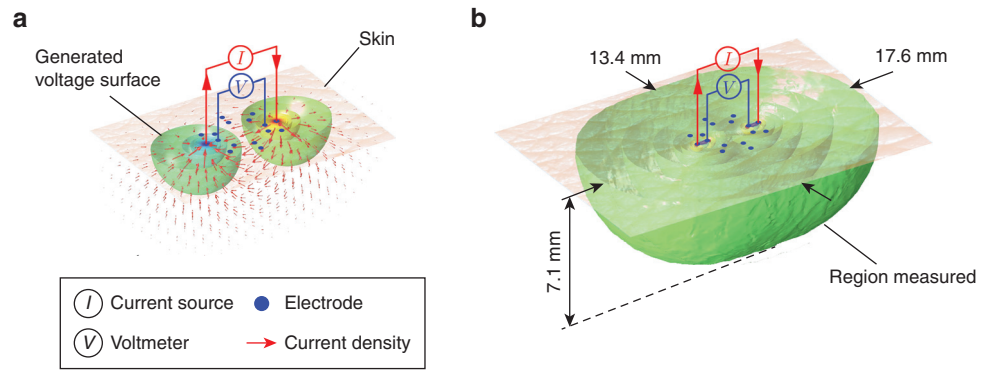 a
Generated
voltage surface
Skin
I
V
I Current source
Electrode
V Voltmeter
Current density
b
13.4 mm
17.6 mm
I
V
7.1 mm
Region measured